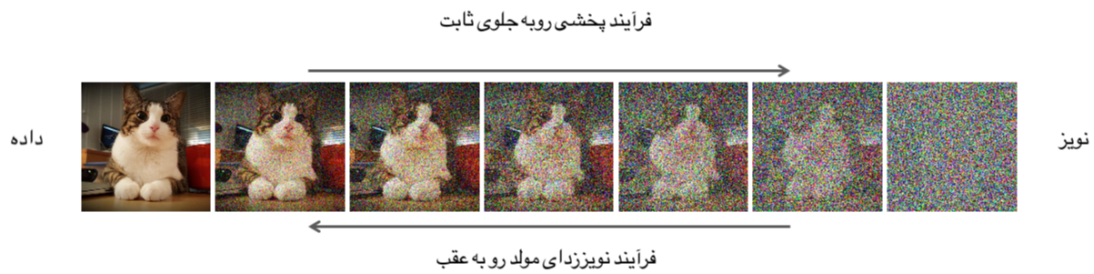 فرآیند پخشی روبه جلوی ثابت
نویز
داده
فرآیند نویززدای مولد رو به عقب